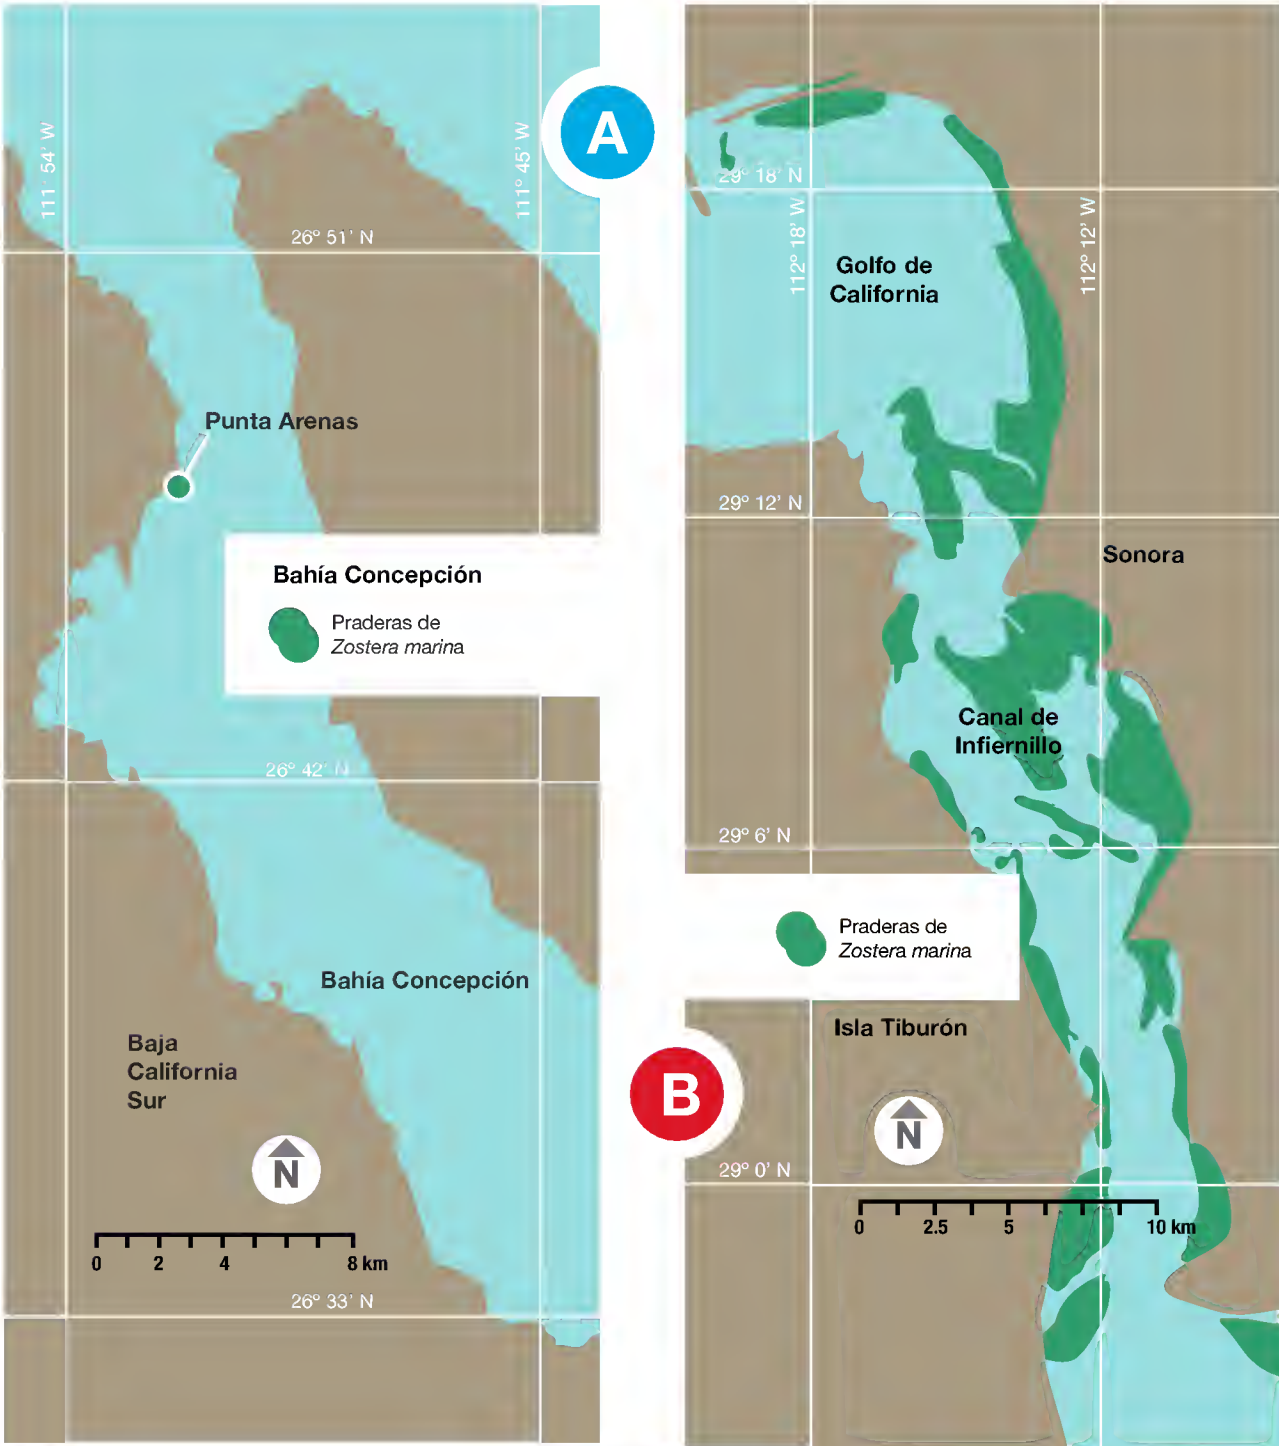 A
111° 54' W
111° 45' W
26° 51' N
Punta Arenas
Bahía Concepción
Praderas de
Zostera marina
26° 42' N
Bahía Concepción
Baja
California
Sur
N
0 2 4 8 km
26° 33' N
B
29° 18' N
112° 18' W
112° 12' W
Golfo de
California
29° 12' N
Sonora
Canal de
Infiernillo
29° 6' N
Praderas de
Zostera marina
Isla Tiburón
N
29° 0' N
0 2.5 5 10 km